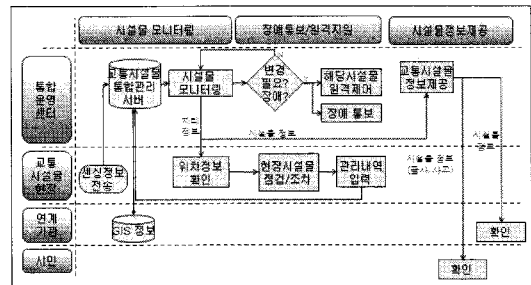 시설물 모니터링
장애통보/원격지원
시설물정보제공
통합
운영
센터
교통시설물
통합관리
서버
시설물
모니터링
변경
필요?
장애?
해당시설물
원격제어
장애 통보
교통시설물
정보제공
정보
시설물 정보
시설물
정보
교통
시설물
현장
센싱정보
전송
위치정보
확인
현장시설물
점검/조치
관리내역
입력
시설물 정보
연계
기관
GIS 정보
확인
시민
확인